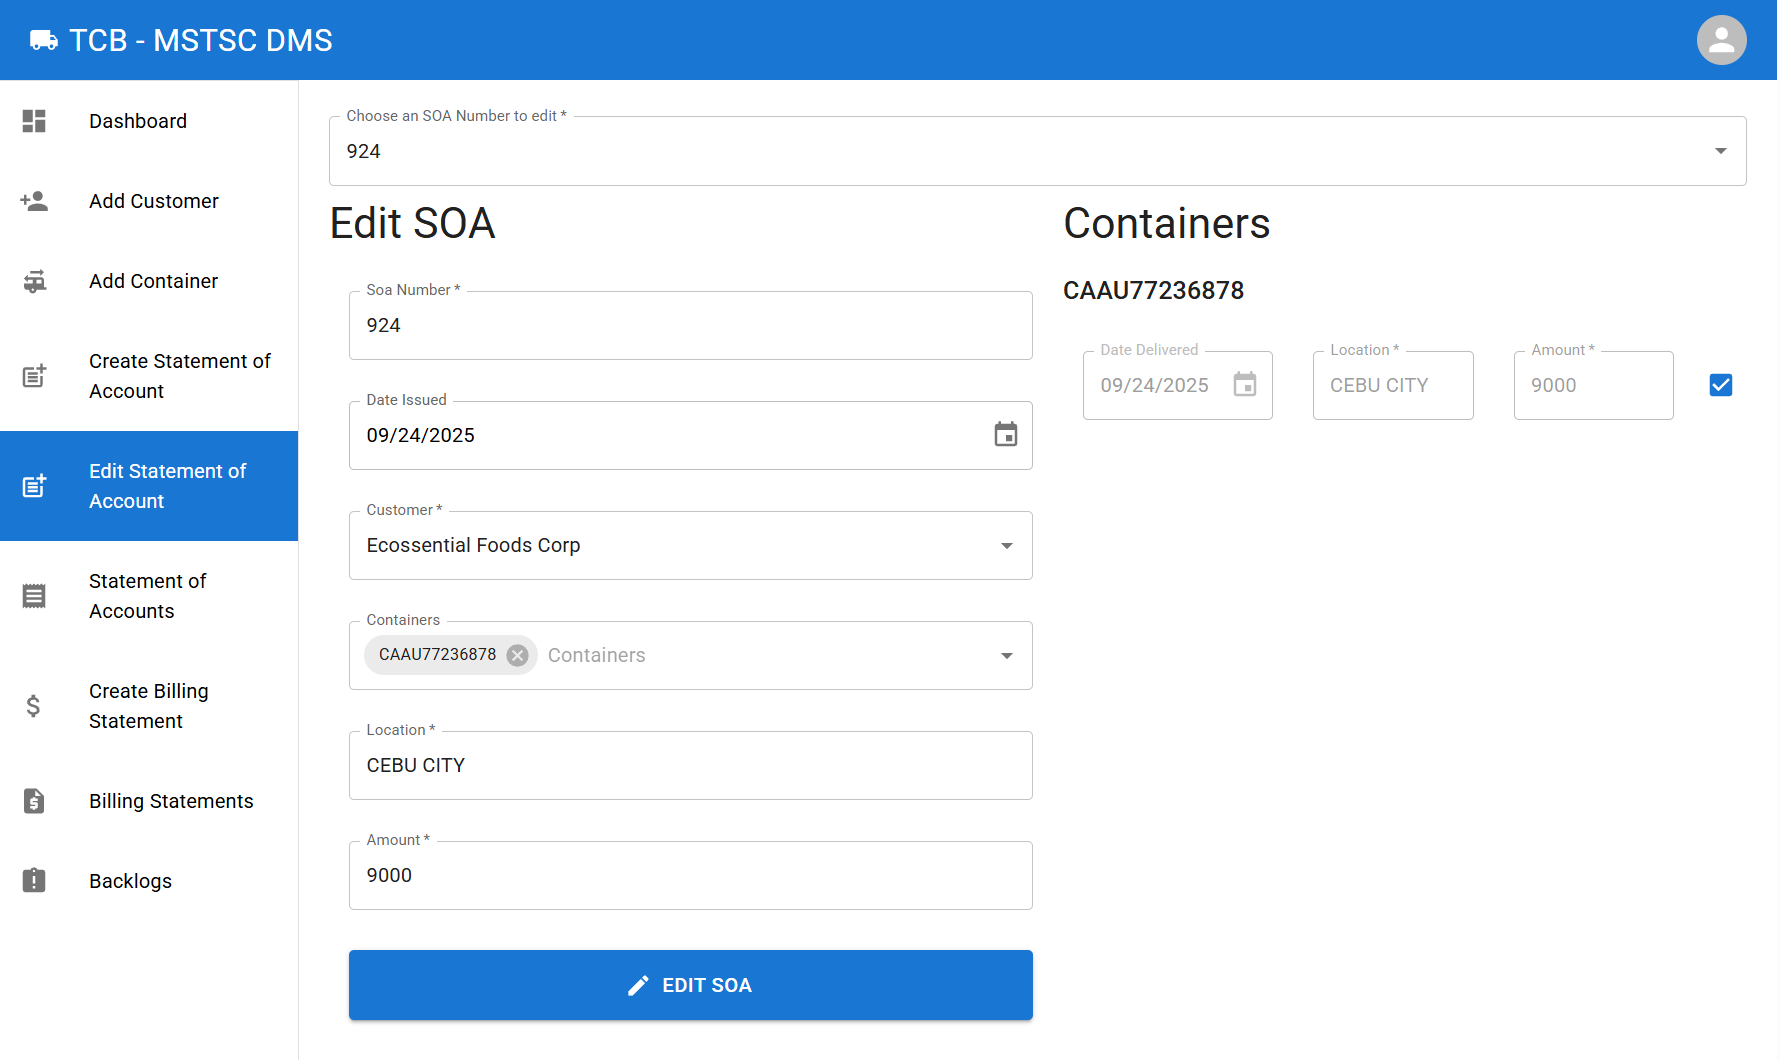 TCB - MSTSC DMS
Dashboard
Add Customer
Add Container
Create Statement of
Account
Edit Statement of
Account
Statement of
Accounts
Create Billing
Statement
Billing Statements
Backlogs
Choose an SOA Number to edit *
924
Edit SOA
Soa Number *
924
Date Issued
09/24/2025
Customer *
Ecossential Foods Corp
Containers
CAAU77236878 Containers
Location *
CEBU CITY
Amount *
9000
EDIT SOA
Containers
CAAU77236878
Date Delivered
09/24/2025
Location *
CEBU CITY
Amount *
9000